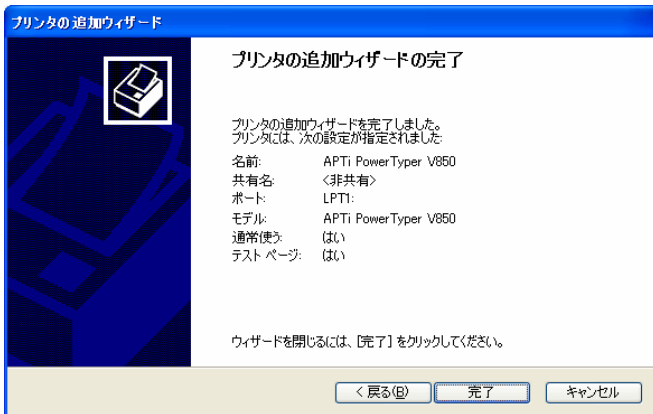 プリンタの追加ウィザード
プリンタの追加ウィザードの完了
プリンタの追加ウィザードを完了しました。
プリンタには、次の設定が指定されました:
名前: APTi PowerTyper V850
共有名: <非共有>
ポート: LPT1:
モデル: APTi PowerTyper V850
通常使う: はい
テスト ページ: はい
ウィザードを閉じるには、[完了] をクリックしてください。
< 戻る(B) 完了 キャンセル